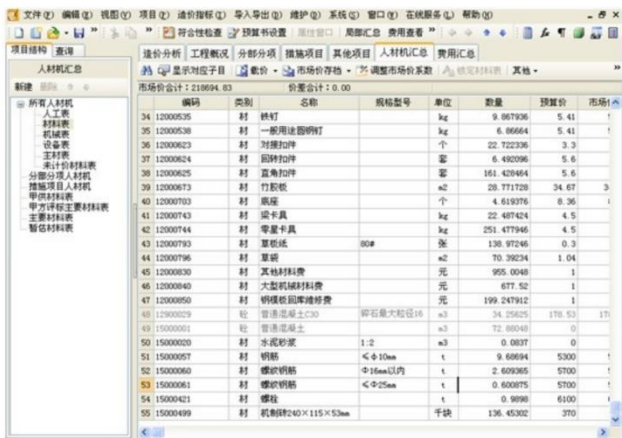 文件(F) 编辑(E) 视图(V) 项目(P) 造价指标(I) 导入导出(D) 维护(D) 系统(S) 窗口(W) 在线服务(L) 帮助(H)
符合性检查 预算书设置 属性窗口 局部汇总 费用查看
项目结构 查询
造价分析 工程概况 分部分项 措施项目 其他项目 人材机汇总 费用汇总
人材机汇总
显示对应子目 载价 市场价存档 调整市场价系数 锁定材料表 其他
新建 删除
市场价合计:218694.83 价差合计:0.00
所有人材机
人工表
材料表
机械表
设备表
主材表
未计价材料表
分部分项人材机
措施项目人材机
甲供材料表
甲方评标主要材料表
主要材料表
暂估材料表
编码 类别 名称 规格型号 单位 数量 预算价 市场价
34 12000535 材 铁钉 kg 9.867936 5.41
35 12000538 材 一般用途圆钢钉 kg 6.86664 5.41
36 12000623 材 对接扣件 个 22.722336 3.3
37 12000624 材 回转扣件 套 6.492096 5.6
38 12000625 材 直角扣件 套 161.428464 5.6
39 12000673 材 竹胶板 m2 28.771728 34.67 3
40 12000703 材 底座 个 4.619376 8.36
41 12000743 材 梁卡具 kg 22.487424 4.5
42 12000744 材 零星卡具 kg 251.477946 4.5
43 12000793 材 草板纸 80# 张 138.97246 0.3
44 12000796 材 草袋 m2 70.39234 1.04
45 12000830 材 其他材料费 元 955.0048 1
46 12000840 材 大型机械材料费 元 677.52 1
47 12000850 材 钢模板回库维修费 元 199.247912 1
48 12900029 砼 普通混凝土C30 碎石最大粒径16 m3 34.25625 178.53 17
49 15000001 砼 普通混凝土 m3 72.88048 0
50 15000020 材 水泥砂浆 1:2 m3 0.0837 0
51 15000057 材 钢筋 ≤φ10mm t 9.68694 5300
52 15000060 材 螺纹钢筋 Φ16mm以内 t 2.609365 5700
53 15000061 材 螺纹钢筋 ≤Φ25mm t 0.600875 5700
54 15000421 材 螺栓 t 0.9898 6100
55 15000499 材 机制砖240×115×53mm 千块 136.45302 370